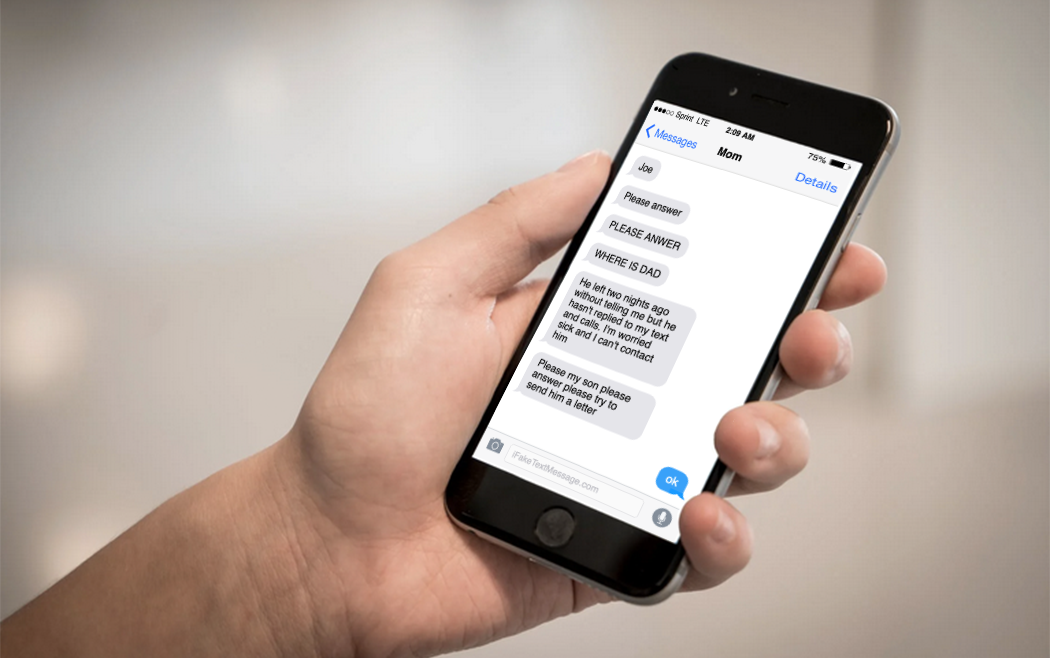 ●●●○○ Sprint LTE 2:09 AM 75%
Messages Mom Details
Joe
Please answer
PLEASE ANWER
WHERE IS DAD
He left two nights ago
without telling me but he
hasn't replied to my text
and calls. I'm worried
sick and I can't contact
him
Please my son please
answer please try to
send him a letter
ok
iFakeTextMessage.com